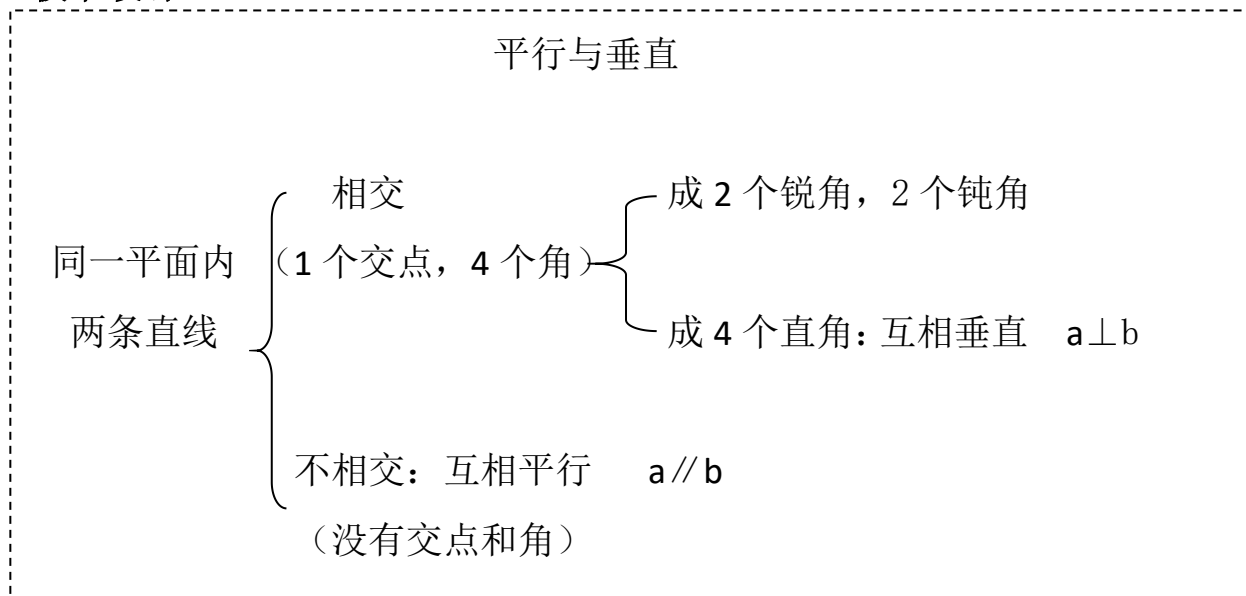 平行与垂直
相交
成 2 个锐角，2 个钝角
同一平面内
（1 个交点，4 个角）
两条直线
成 4 个直角：互相垂直 a⊥b
不相交：互相平行 a∥b
（没有交点和角）